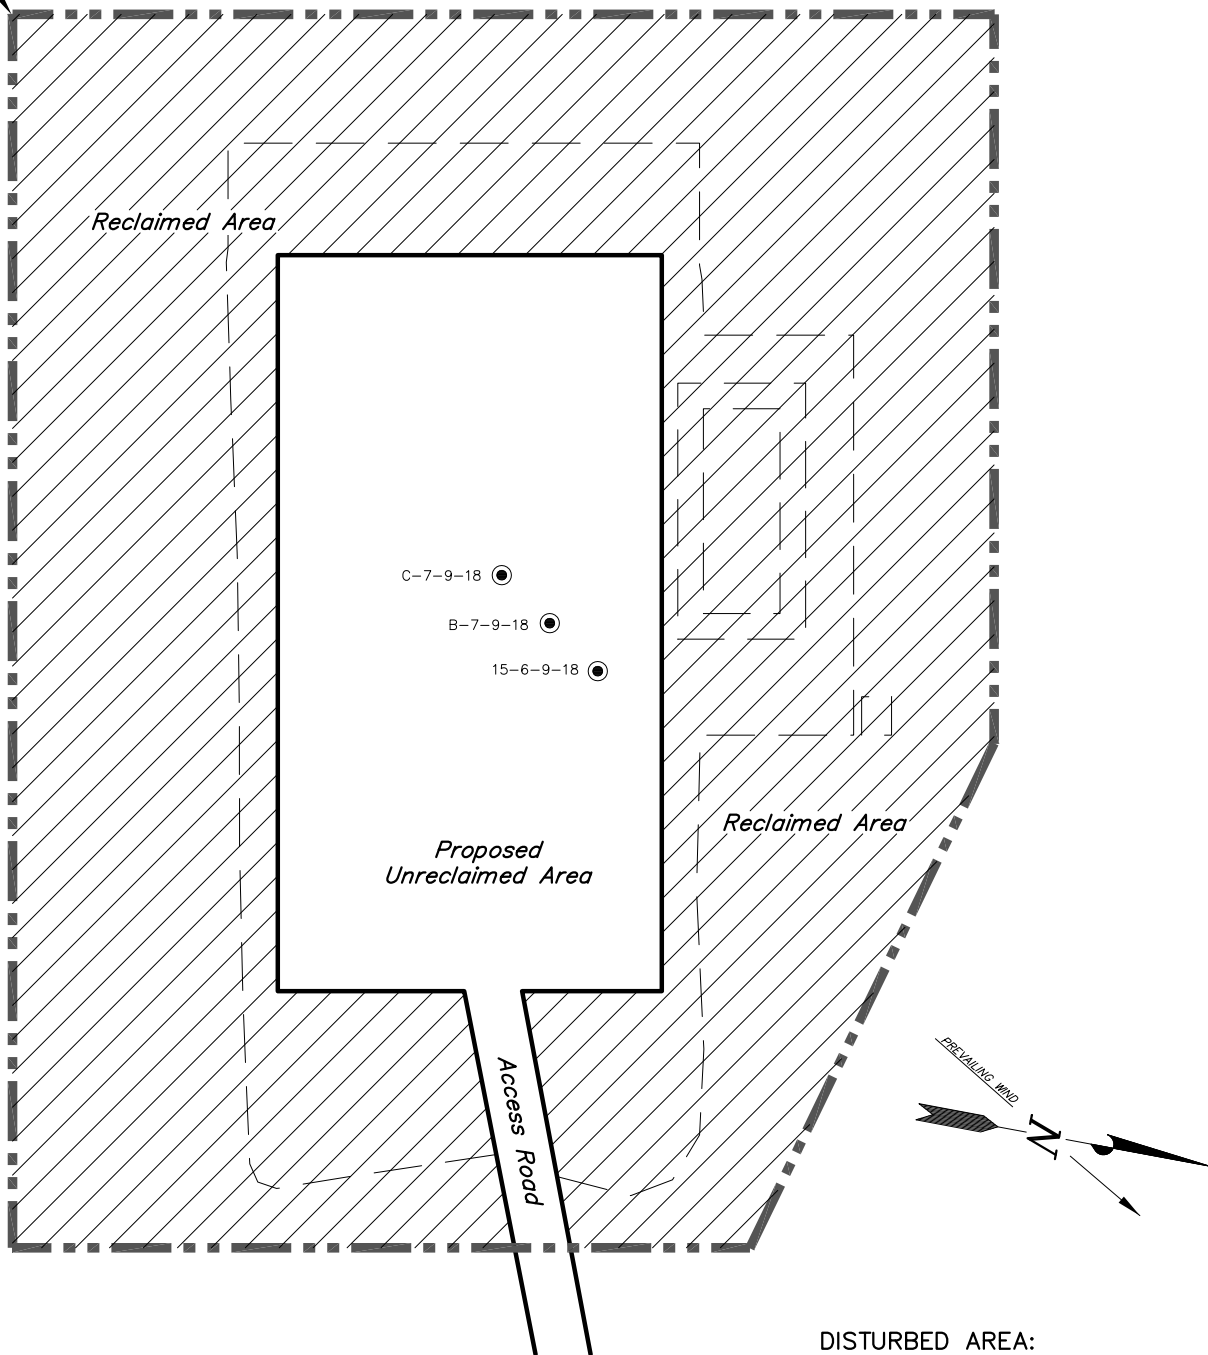 Reclaimed Area
C-7-9-18
B-7-9-18
15-6-9-18
Reclaimed Area
Proposed
Unreclaimed Area
Access Road
PREVAILING WIND
N
DISTURBED AREA: